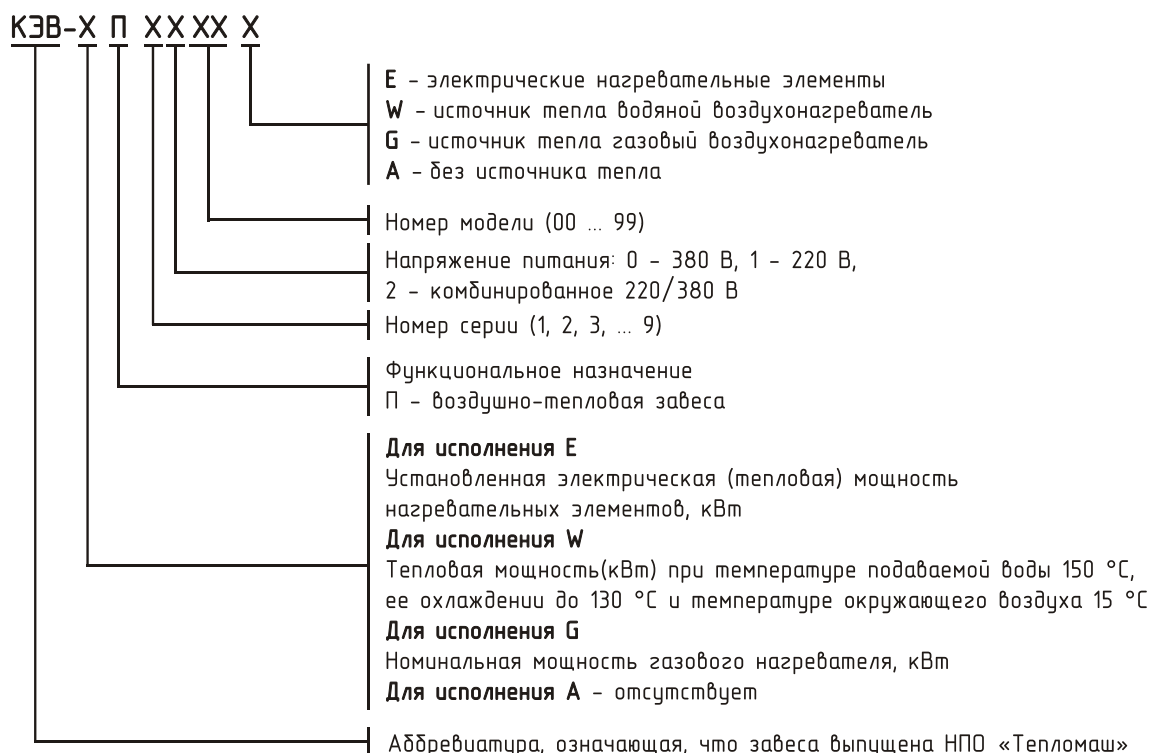 КЭВ-Х П Х Х ХХ Х
E - электрические нагревательные элементы
W - источник тепла водяной воздухонагреватель
G - источник тепла газовый воздухонагреватель
A - без источника тепла
Номер модели (00 ... 99)
Напряжение питания: 0 - 380 В, 1 - 220 В,
2 - комбинированное 220/380 В
Номер серии (1, 2, 3, ... 9)
Функциональное назначение
П - воздушно-тепловая завеса
Для исполнения E
Установленная электрическая (тепловая) мощность
нагревательных элементов, кВт
Для исполнения W
Тепловая мощность(кВт) при температуре подаваемой воды 150 °С,
ее охлаждении до 130 °С и температуре окружающего воздуха 15 °С
Для исполнения G
Номинальная мощность газового нагревателя, кВт
Для исполнения А - отсутствует
Аббревиатура, означающая, что завеса выпущена НПО «Тепломаш»